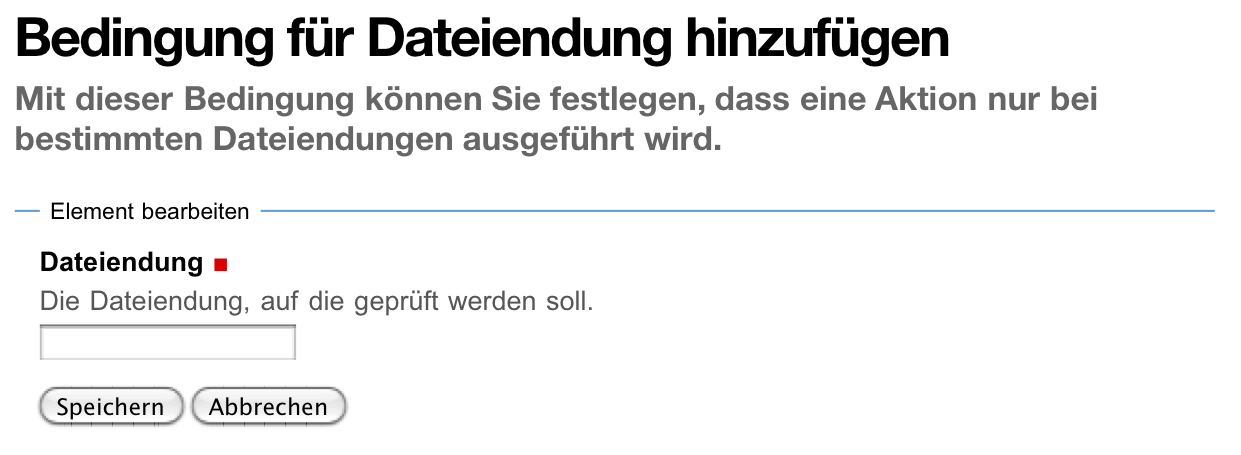 Bedingung für Dateiendung hinzufügen
Mit dieser Bedingung können Sie festlegen, dass eine Aktion nur bei
bestimmten Dateiendungen ausgeführt wird.
Element bearbeiten
Dateiendung
Die Dateiendung, auf die geprüft werden soll.
Speichern Abbrechen